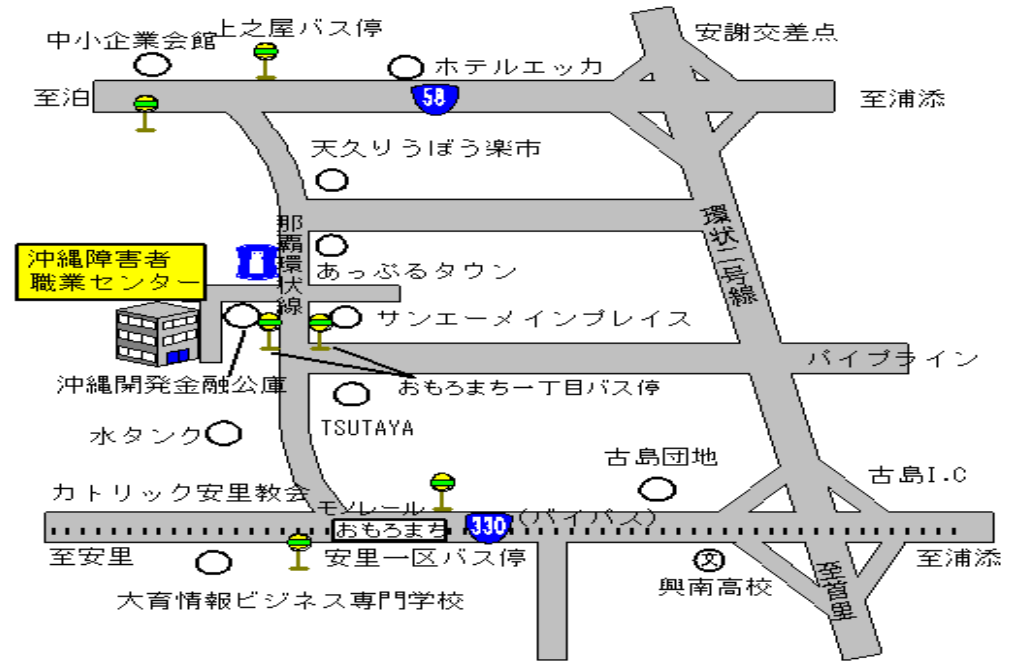 上之屋バス停
安謝交差点
中小企業会館
ホテルエッカ
至泊
58
至浦添
天久りうぼう楽市
那覇環状線
環状二号線
沖縄障害者
職業センター
あっぷるタウン
サンエーメインプレイス
パイプライン
沖縄開発金融公庫
おもろまち一丁目バス停
水タンク
TSUTAYA
古島団地
古島I.C
カトリック安里教会
モノレール
おもろまち
330
(バイパス)
至安里
安里一区バス停
至浦添
文
興南高校
至首里
大育情報ビジネス専門学校